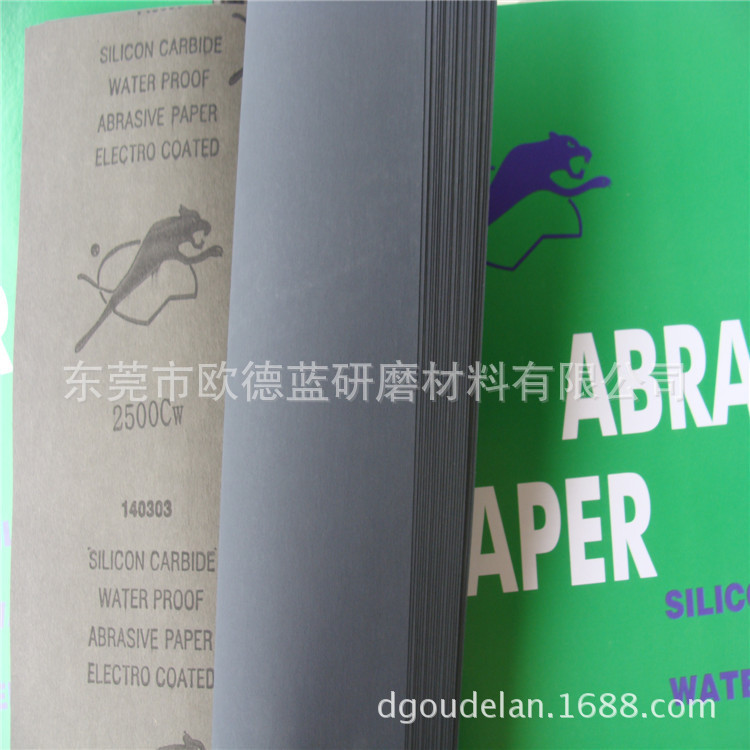 SILICON CARBIDE
WATER PROOF
ABRASIVE PAPER
ELECTRO COATED
东莞市欧德蓝研磨材料有限公司
2500Cw
140303
SILICON CARBIDE
WATER PROOF
ABRASIVE PAPER
ELECTRO COATED
ABRA
APER
SILIC
WATE
dgoudelan.1688.com